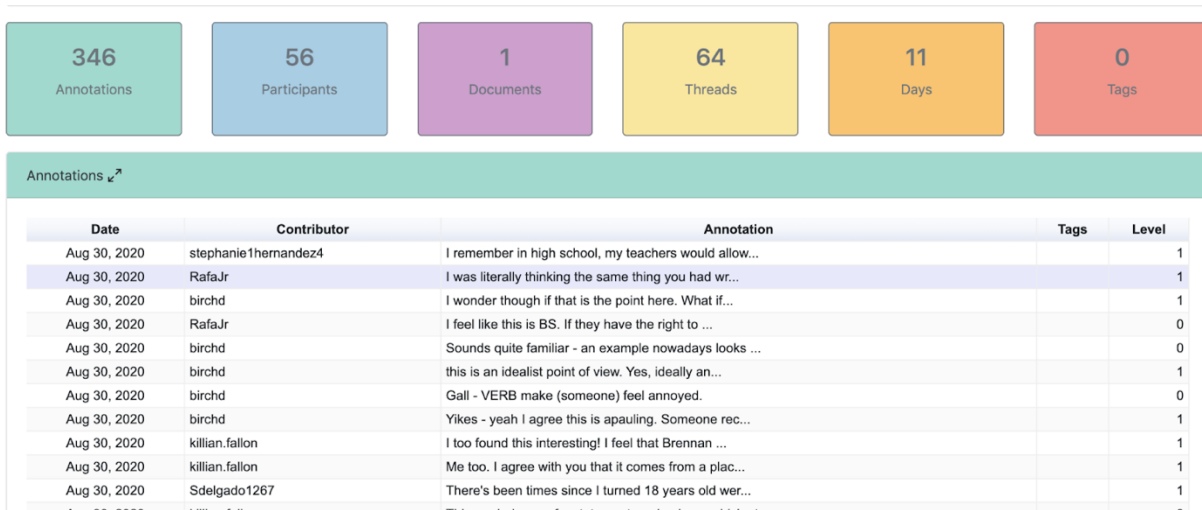 346 56 1 64 11 0
Annotations Participants Documents Threads Days Tags
Annotations
Date Contributor Annotation Tags Level
Aug 30, 2020 stephanie1hernandez4 I remember in high school, my teachers would allow... 1
Aug 30, 2020 RafaJr I was literally thinking the same thing you had wr... 1
Aug 30, 2020 birchd I wonder though if that is the point here. What if... 1
Aug 30, 2020 RafaJr I feel like this is BS. If they have the right to ... 0
Aug 30, 2020 birchd Sounds quite familiar - an example nowadays looks ... 0
Aug 30, 2020 birchd this is an idealist point of view. Yes, ideally an... 1
Aug 30, 2020 birchd Gall - VERB make (someone) feel annoyed. 0
Aug 30, 2020 birchd Yikes - yeah I agree this is apauling. Someone rec... 1
Aug 30, 2020 killian.fallon I too found this interesting! I feel that Brennan ... 1
Aug 30, 2020 killian.fallon Me too. I agree with you that it comes from a plac... 1
Aug 30, 2020 Sdelgado1267 There's been times since I turned 18 years old wer... 1